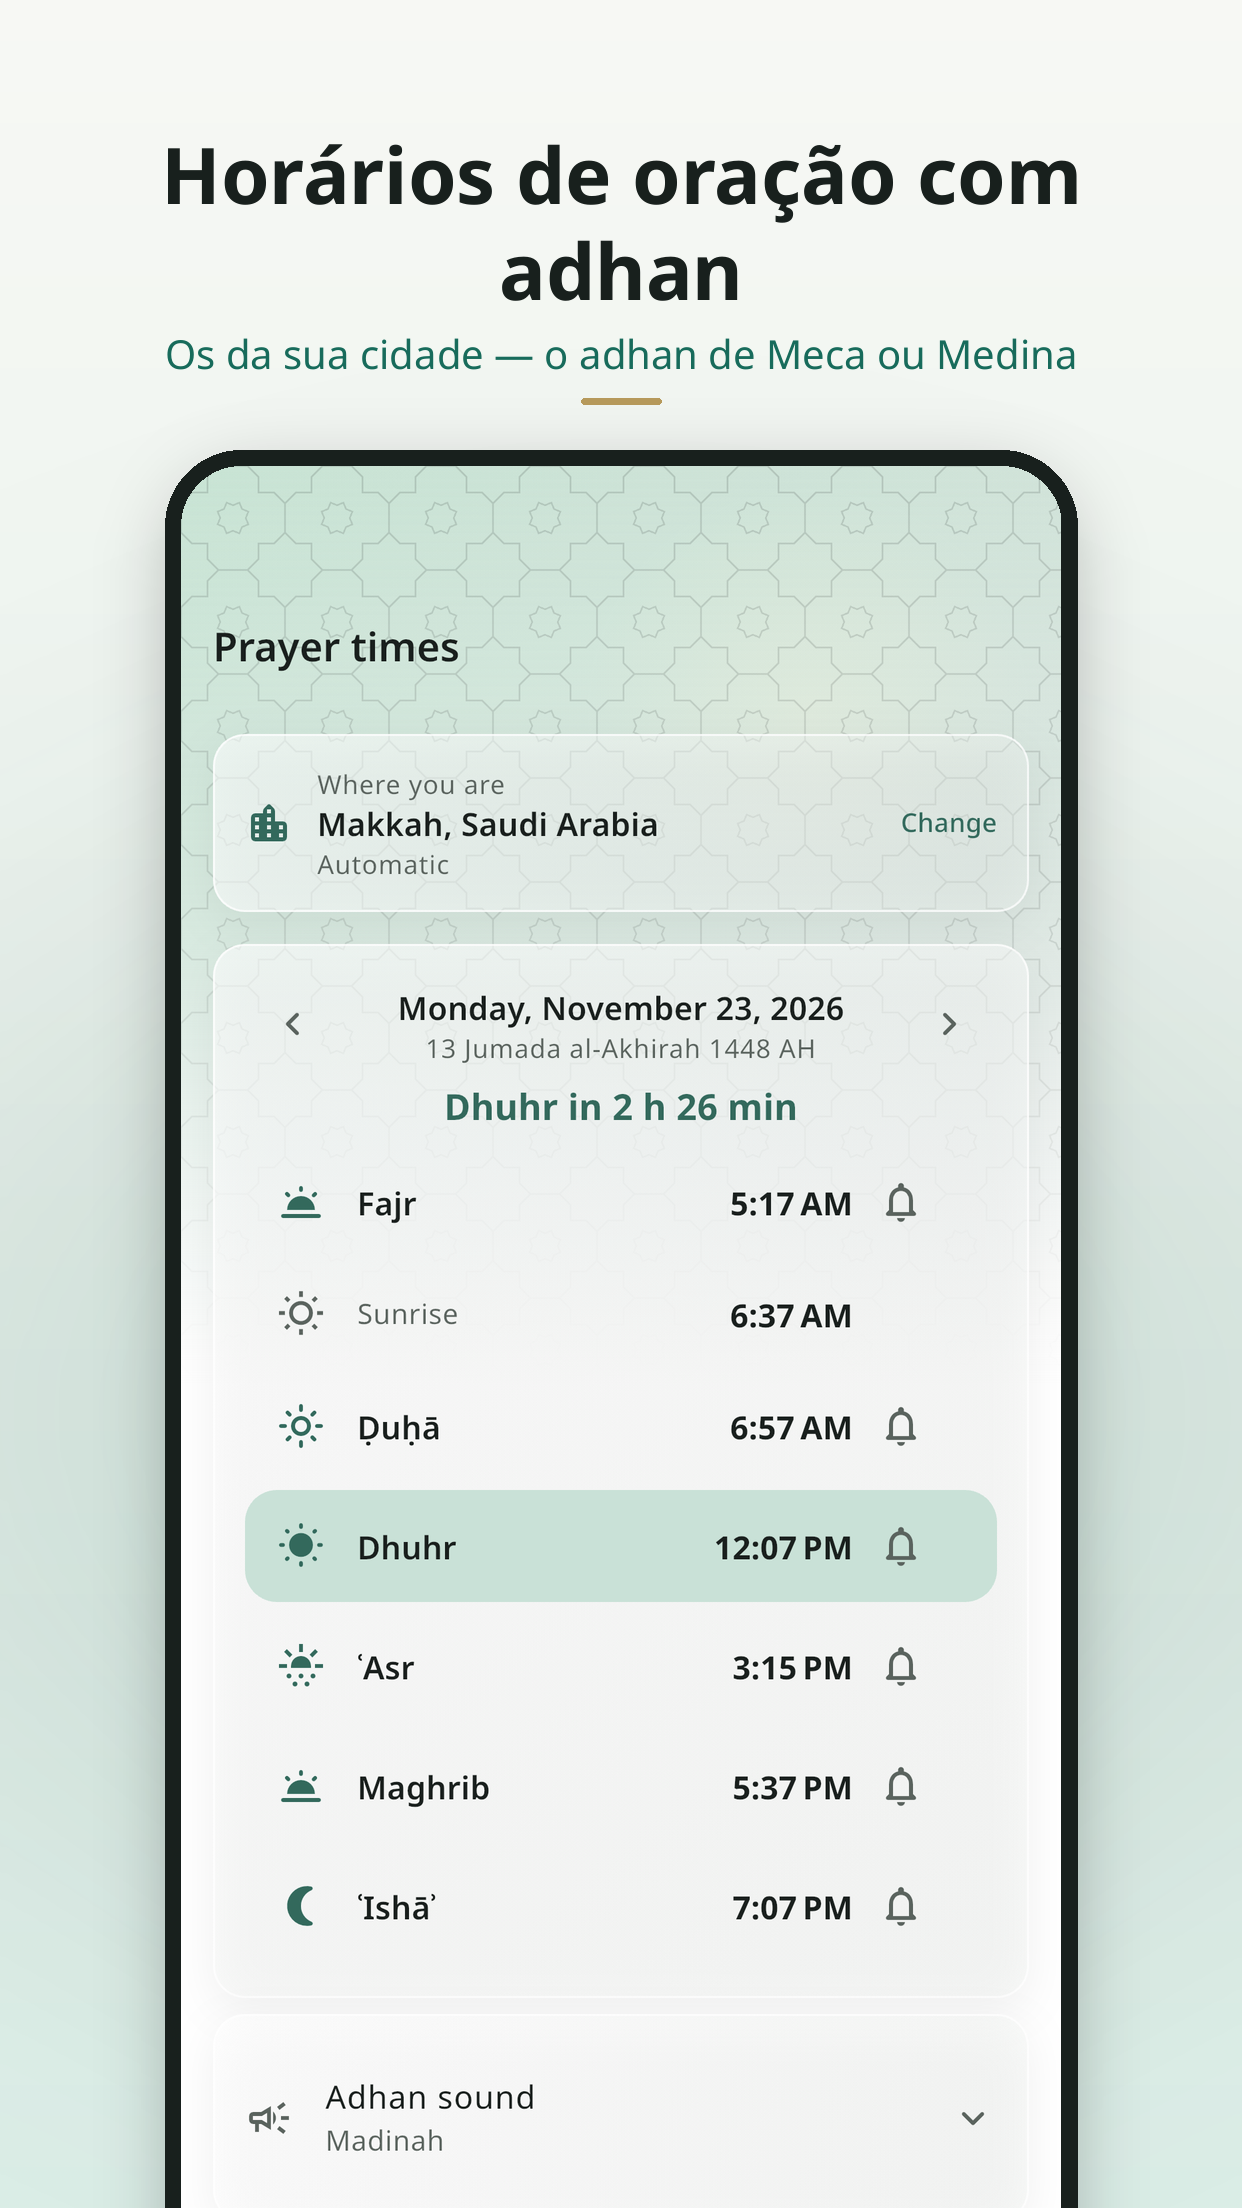 Horários de oração com
adhan
Os da sua cidade — o adhan de Meca ou Medina
Prayer times
Where you are
Makkah, Saudi Arabia
Automatic
Change
Monday, November 23, 2026
13 Jumada al-Akhirah 1448 AH
Dhuhr in 2 h 26 min
Fajr 5:17 AM
Sunrise 6:37 AM
Ḍuḥā 6:57 AM
Dhuhr 12:07 PM
ʿAsr 3:15 PM
Maghrib 5:37 PM
ʿIshāʾ 7:07 PM
Adhan sound
Madinah